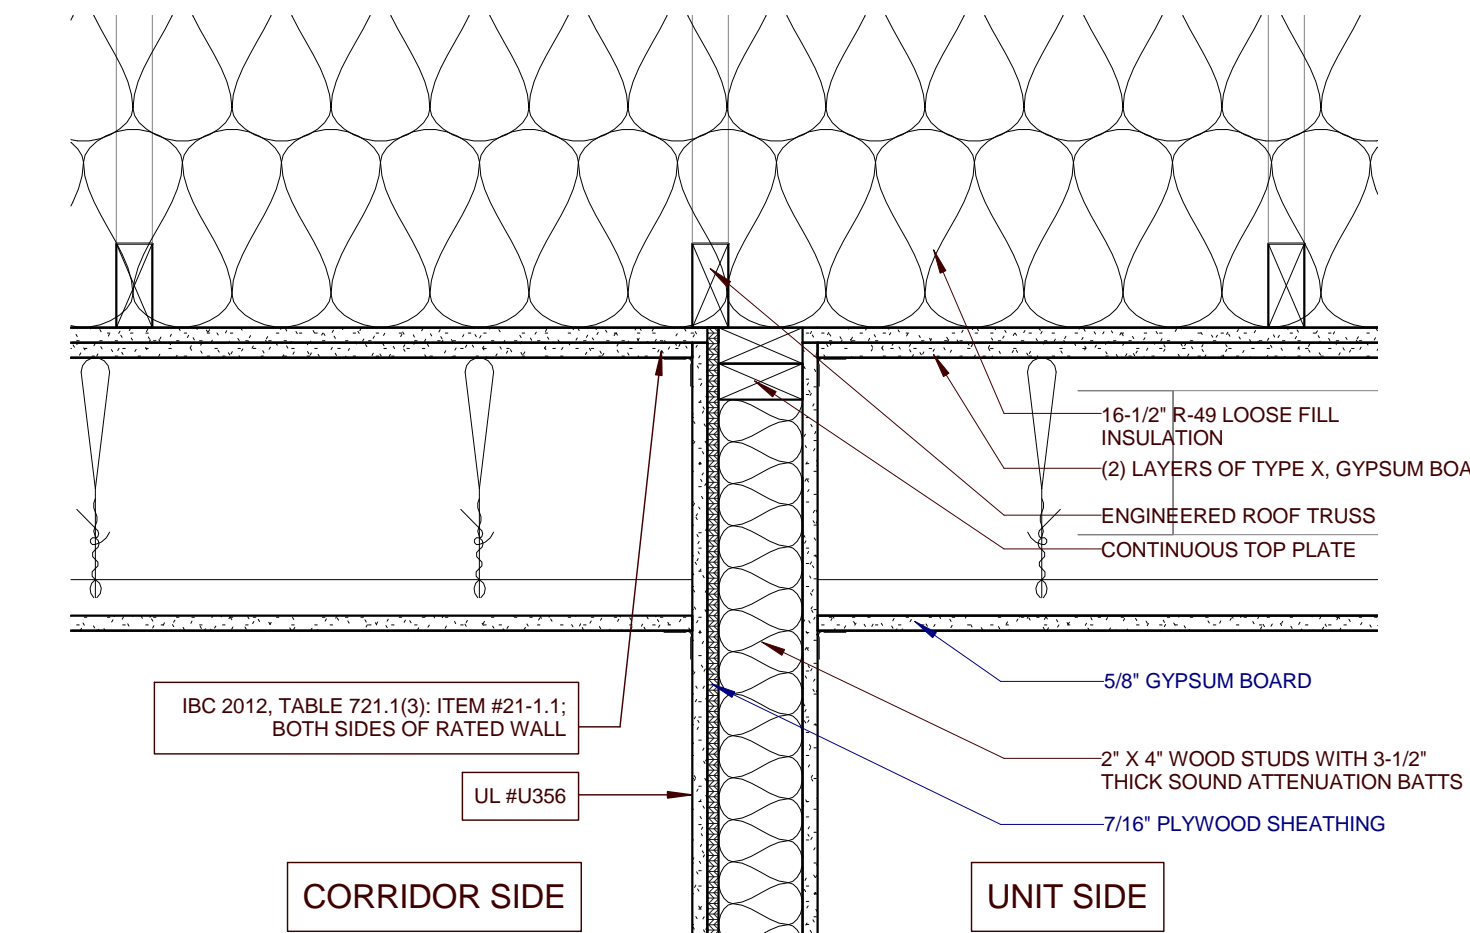 16-1/2" R-49 LOOSE FILL
INSULATION
(2) LAYERS OF TYPE X, GYPSUM
ENGINEERED ROOF TRUSS
CONTINUOUS TOP PLATE
5/8" GYPSUM BOARD
IBC 2012, TABLE 721.1(3): ITEM #21-1.1;
BOTH SIDES OF RATED WALL
2" X 4" WOOD STUDS WITH 3-1/2"
THICK SOUND ATTENUATION BATTS
UL #U356
7/16" PLYWOOD SHEATHING
CORRIDOR SIDE
UNIT SIDE